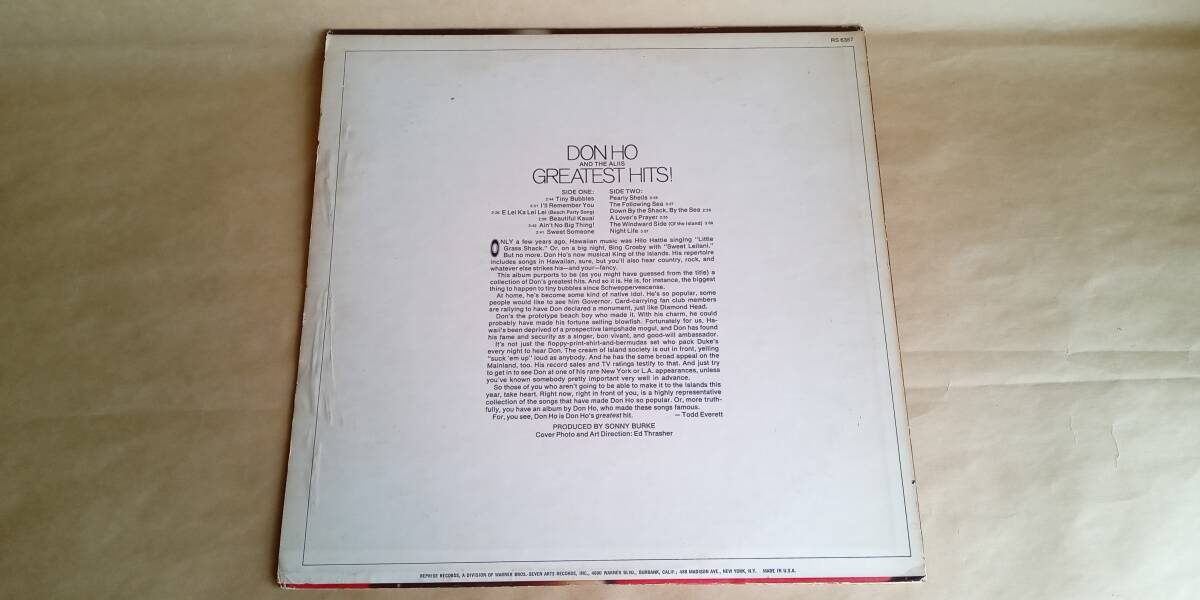 RS 6367
DON HO
AND THE ALIIS
GREATEST HITS!
SIDE ONE:
2:44 Tiny Bubbles
I'll Remember You
E Lei Ka Lei Lei (Beach Party Song)
Beautiful Kauai
Ain't No Big Thing!
2:41 Sweet Someone
SIDE TWO:
Pearly Shells
The Following Sea
Down By the Shack, By the Sea
A Lover's Prayer
The Windward Side (Of the Island)
Night Life
ONLY a few years ago, Hawaiian music was Hilo Hattie singing "Little
Grass Shack." Or, on a big night, Bing Crosby with "Sweet Leilani."
But no more. Don Ho's now musical King of the Islands. His repertoire
includes songs in Hawaiian, sure, but you'll also hear country, rock, and
whatever else strikes his—and your—fancy.
This album purports to be (as you might have guessed from the title) a
collection of Don's greatest hits. And so it is. He is, for instance, the biggest
thing to happen to tiny bubbles since Schweppervescense.
At home, he's become some kind of native idol. He's so popular, some
people would like to see him Governor. Card-carrying fan club members
are rallying to have Don declared a monument, just like Diamond Head.
Don's the prototype beach boy who made it. With his charm, he could
probably have made his fortune selling blowfish. Fortunately for us, Ha-
waii's been deprived of a prospective lampshade mogul, and Don has found
his fame and security as a singer, bon vivant, and good-will ambassador.
It's not just the floppy-print-shirt-and-bermudas set who pack Duke's
every night to hear Don. The cream of Island society is out in front, yelling
"suck 'em up" loud as anybody. And he has the same broad appeal on the
Mainland, too. His record sales and TV ratings testify to that. And just try
to get in to see Don at one of his rare New York or L.A. appearances, unless
you've known somebody pretty important very well in advance.
So those of you who aren't going to be able to make it to the Islands this
year, take heart. Right now, right in front of you, is a highly representative
collection of the songs that have made Don Ho so popular. Or, more truth-
fully, you have an album by Don Ho, who made these songs famous.
For, you see, Don Ho is Don Ho's greatest hit. — Todd Everett
PRODUCED BY SONNY BURKE
Cover Photo and Art Direction: Ed Thrasher
REPRISE RECORDS, A DIVISION OF WARNER BROS. SEVEN ARTS RECORDS, INC., 4000 WARNER BLVD., BURBANK, CALIF.; 488 MADISON AVE., NEW YORK, N.Y. MADE IN U.S.A.